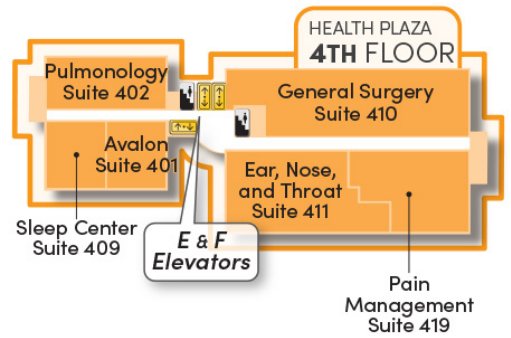 HEALTH PLAZA
4TH FLOOR
Pulmonology
Suite 402
General Surgery
Suite 410
Avalon
Suite 401
Ear, Nose,
and Throat
Suite 411
Sleep Center
Suite 409
E & F
Elevators
Pain
Management
Suite 419